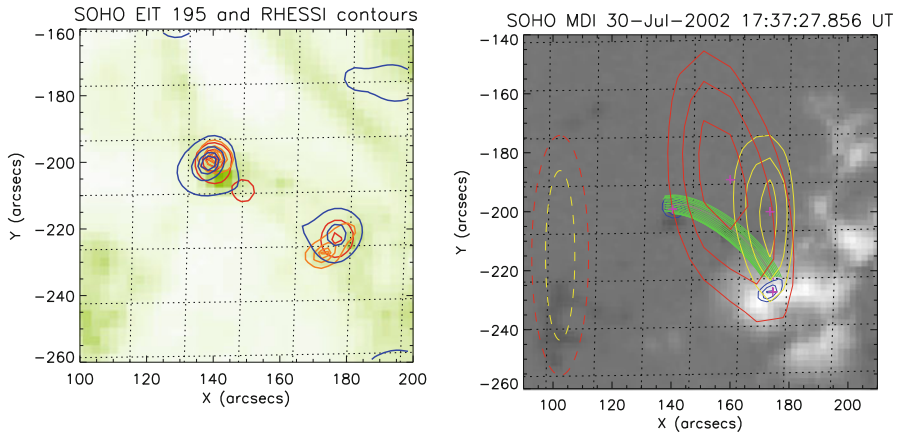 SOHO EIT 195 and RHESSI contours
−160
−180
−200
−220
−240
−260
Y (arcsecs)
100 120 140 160 180 200
X (arcsecs)
SOHO MDI 30−Jul−2002 17:37:27.856 UT
−140
−160
−180
−200
−220
−240
−260
Y (arcsecs)
100 120 140 160 180 200
X (arcsecs)